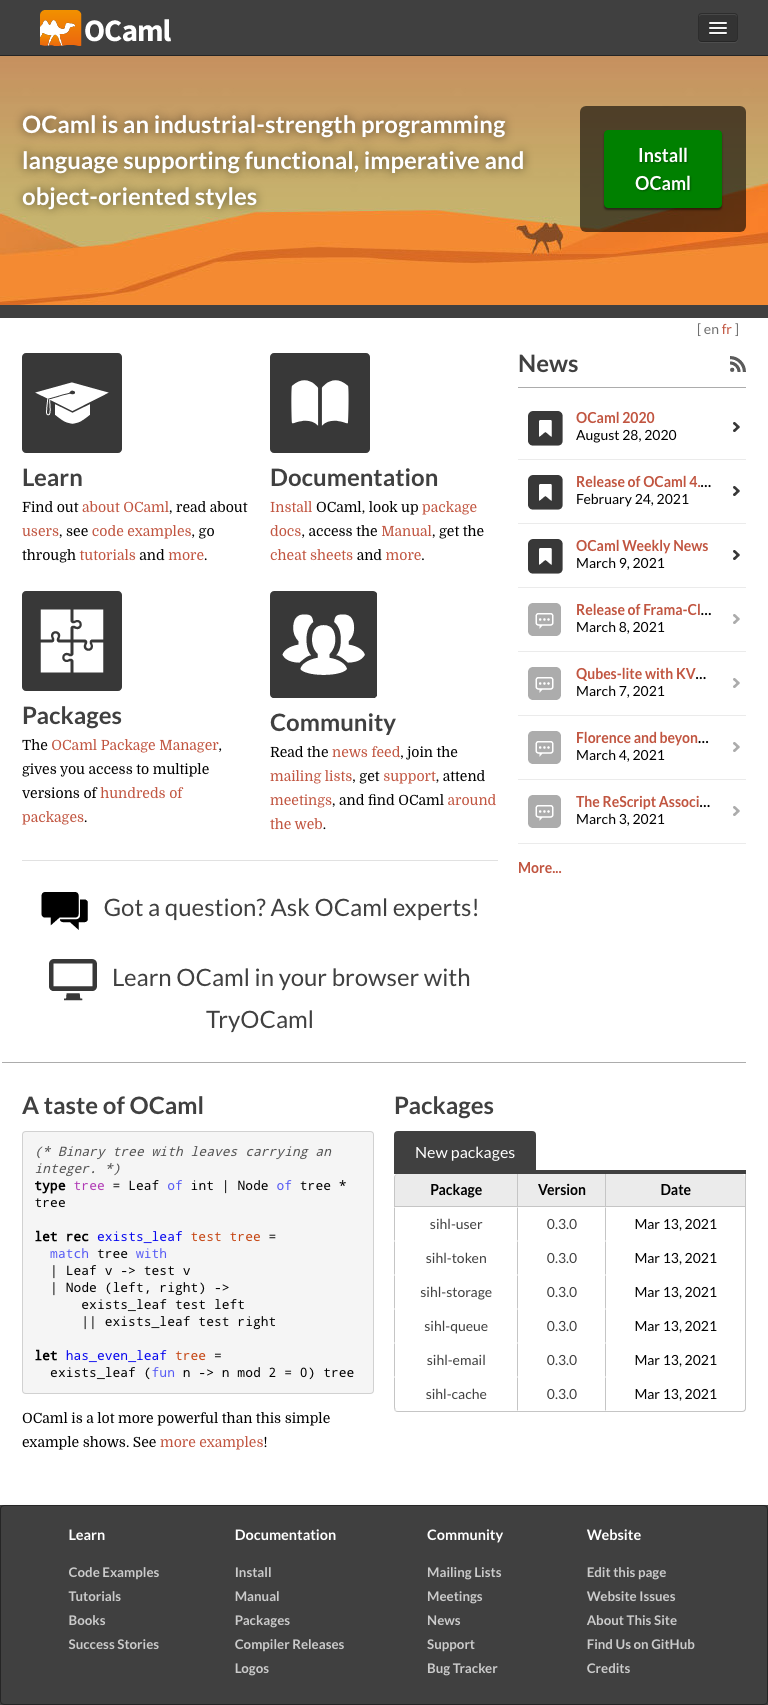 OCaml
OCaml is an industrial-strength programming
language supporting functional, imperative and
object-oriented styles
Install
OCaml
[ en fr ]
Learn
Find out about OCaml, read about
users, see code examples, go
through tutorials and more.
Documentation
Install OCaml, look up package
docs, access the Manual, get the
cheat sheets and more.
Packages
The OCaml Package Manager,
gives you access to multiple
versions of hundreds of
packages.
Community
Read the news feed, join the
mailing lists, get support, attend
meetings, and find OCaml around
the web.
News
OCaml 2020
August 28, 2020
Release of OCaml 4....
February 24, 2021
OCaml Weekly News
March 9, 2021
Release of Frama-Cl...
March 8, 2021
Qubes-lite with KV...
March 7, 2021
Florence and beyon...
March 4, 2021
The ReScript Associ...
March 3, 2021
More...
Got a question? Ask OCaml experts!
Learn OCaml in your browser with
TryOCaml
A taste of OCaml
(* Binary tree with leaves carrying an
integer. *)
type tree = Leaf of int | Node of tree *
tree
let rec exists_leaf test tree =
  match tree with
  | Leaf v -> test v
  | Node (left, right) ->
      exists_leaf test left
      || exists_leaf test right
let has_even_leaf tree =
  exists_leaf (fun n -> n mod 2 = 0) tree
OCaml is a lot more powerful than this simple
example shows. See more examples!
Packages
New packages
Package Version Date
sihl-user 0.3.0 Mar 13, 2021
sihl-token 0.3.0 Mar 13, 2021
sihl-storage 0.3.0 Mar 13, 2021
sihl-queue 0.3.0 Mar 13, 2021
sihl-email 0.3.0 Mar 13, 2021
sihl-cache 0.3.0 Mar 13, 2021
Learn
Code Examples
Tutorials
Books
Success Stories
Documentation
Install
Manual
Packages
Compiler Releases
Logos
Community
Mailing Lists
Meetings
News
Support
Bug Tracker
Website
Edit this page
Website Issues
About This Site
Find Us on GitHub
Credits